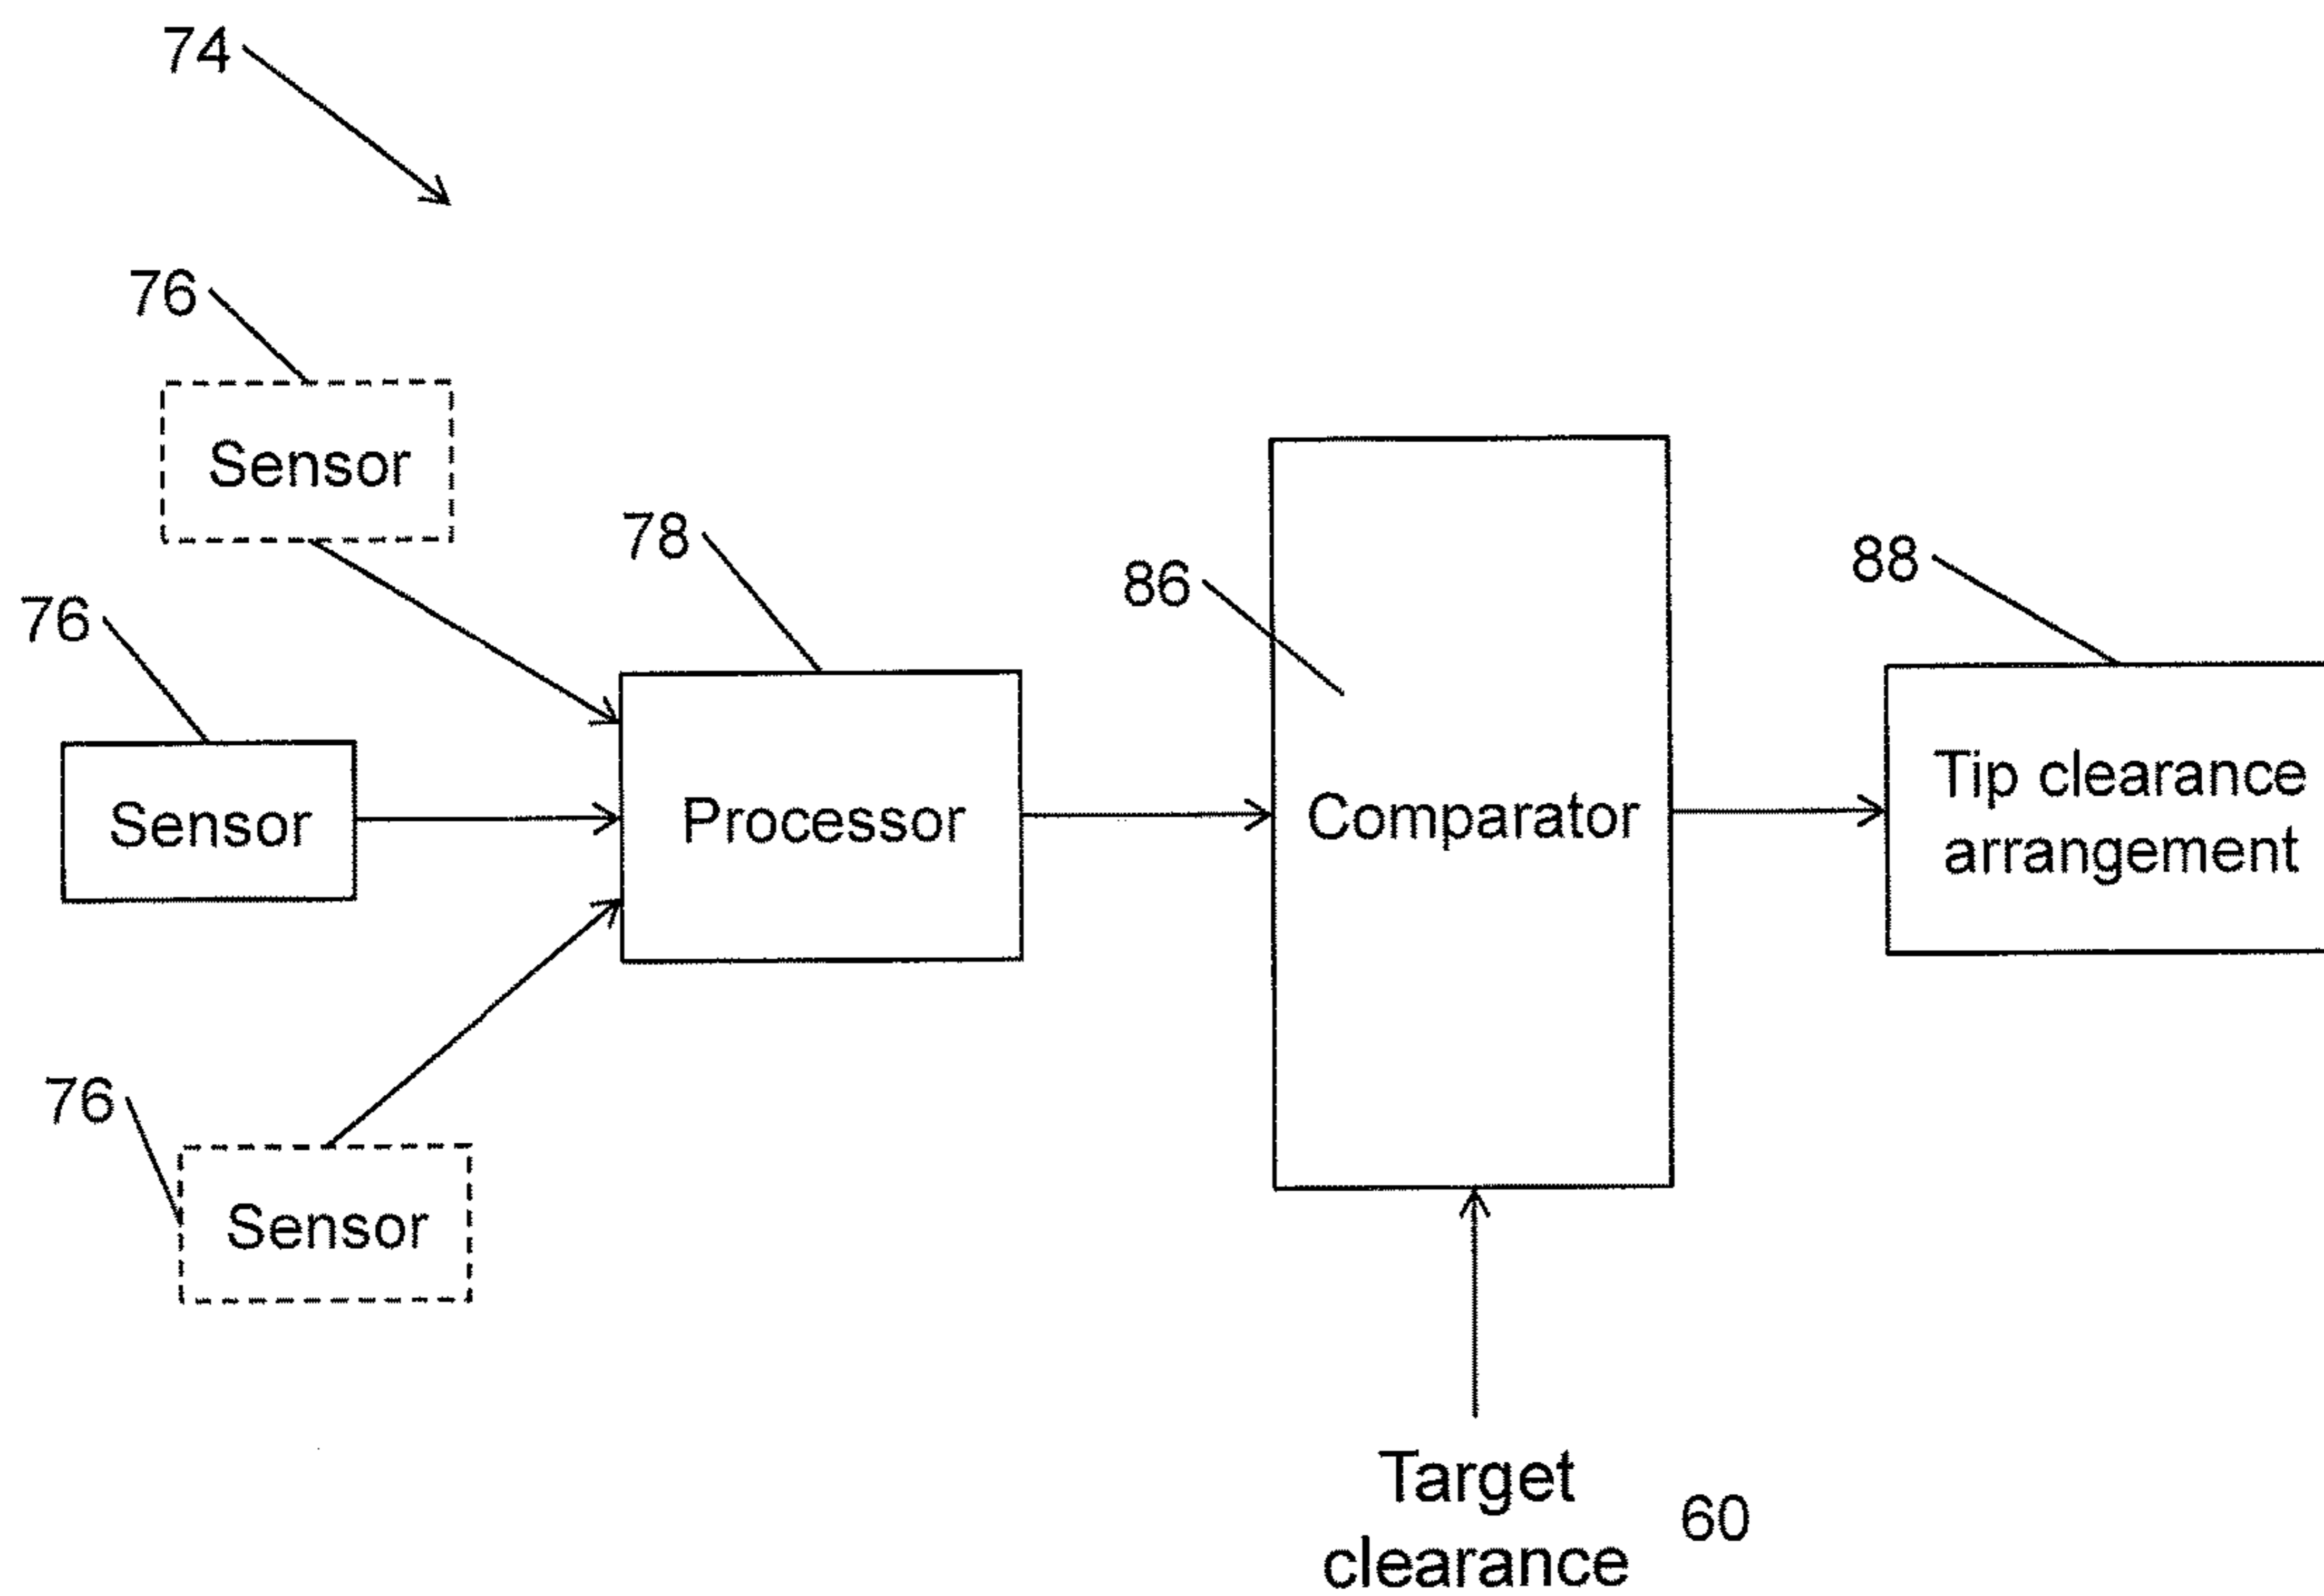 74
76
Sensor
78
86
88
76
Sensor
Processor
Comparator
Tip clearance
arrangement
76
Sensor
Target
clearance
60